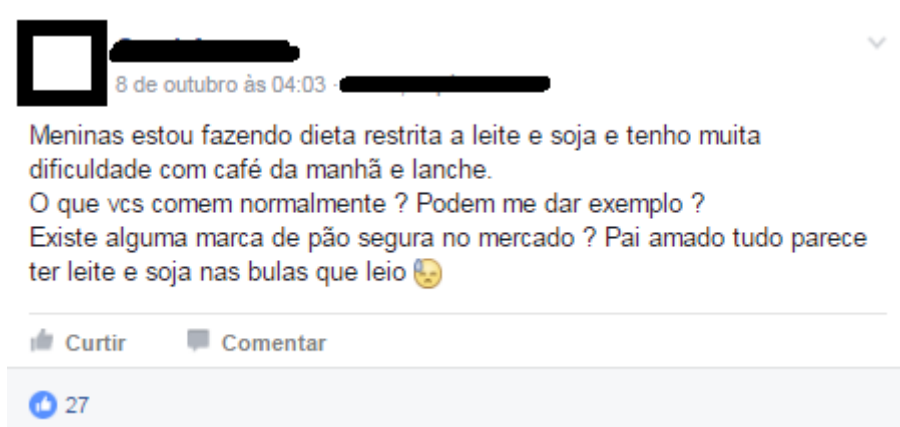 8 de outubro às 04:03 ·
Meninas estou fazendo dieta restrita a leite e soja e tenho muita
dificuldade com café da manhã e lanche.
O que vcs comem normalmente ? Podem me dar exemplo ?
Existe alguma marca de pão segura no mercado ? Pai amado tudo parece
ter leite e soja nas bulas que leio
Curtir Comentar
27